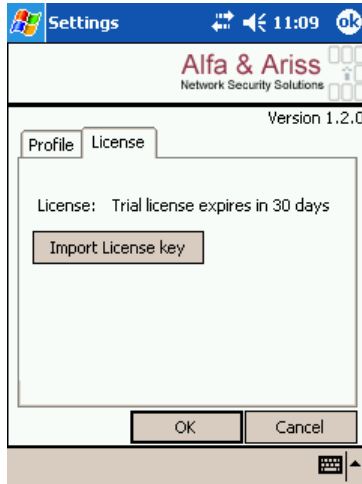 Settings 11:09 ok
Alfa & Ariss
Network Security Solutions
Version 1.2.0
Profile License
License: Trial license expires in 30 days
Import License key
OK Cancel